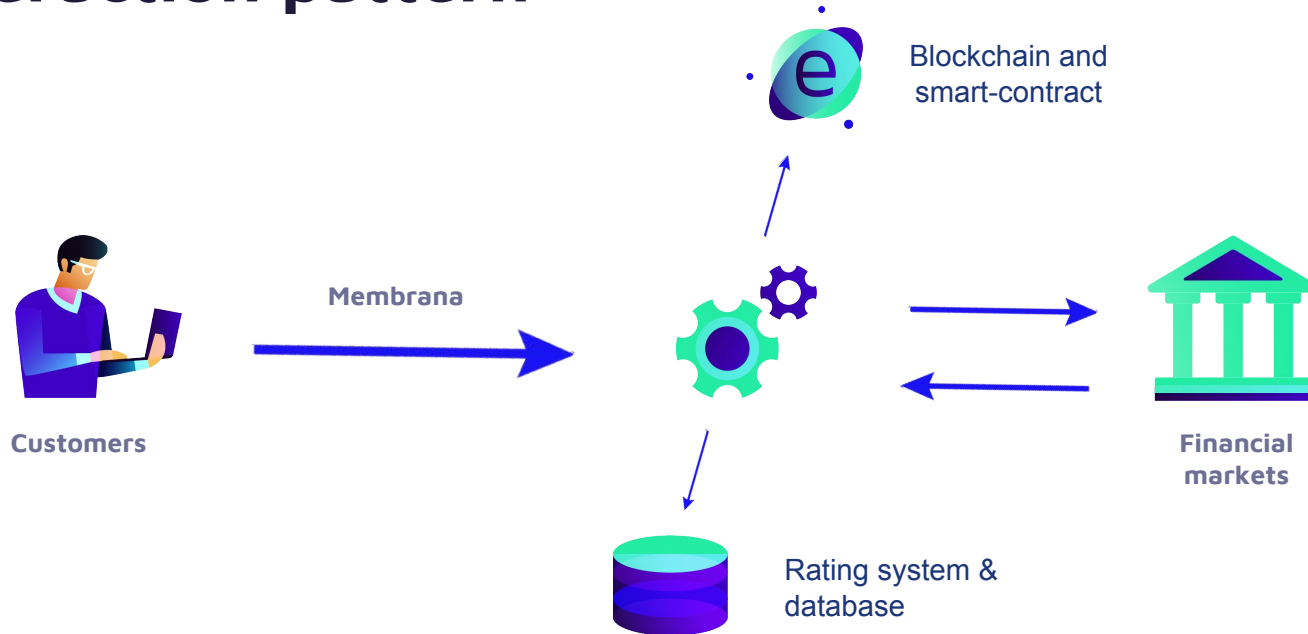 Blockchain and
smart-contract
Membrana
Customers
Financial
markets
Rating system &
database
e